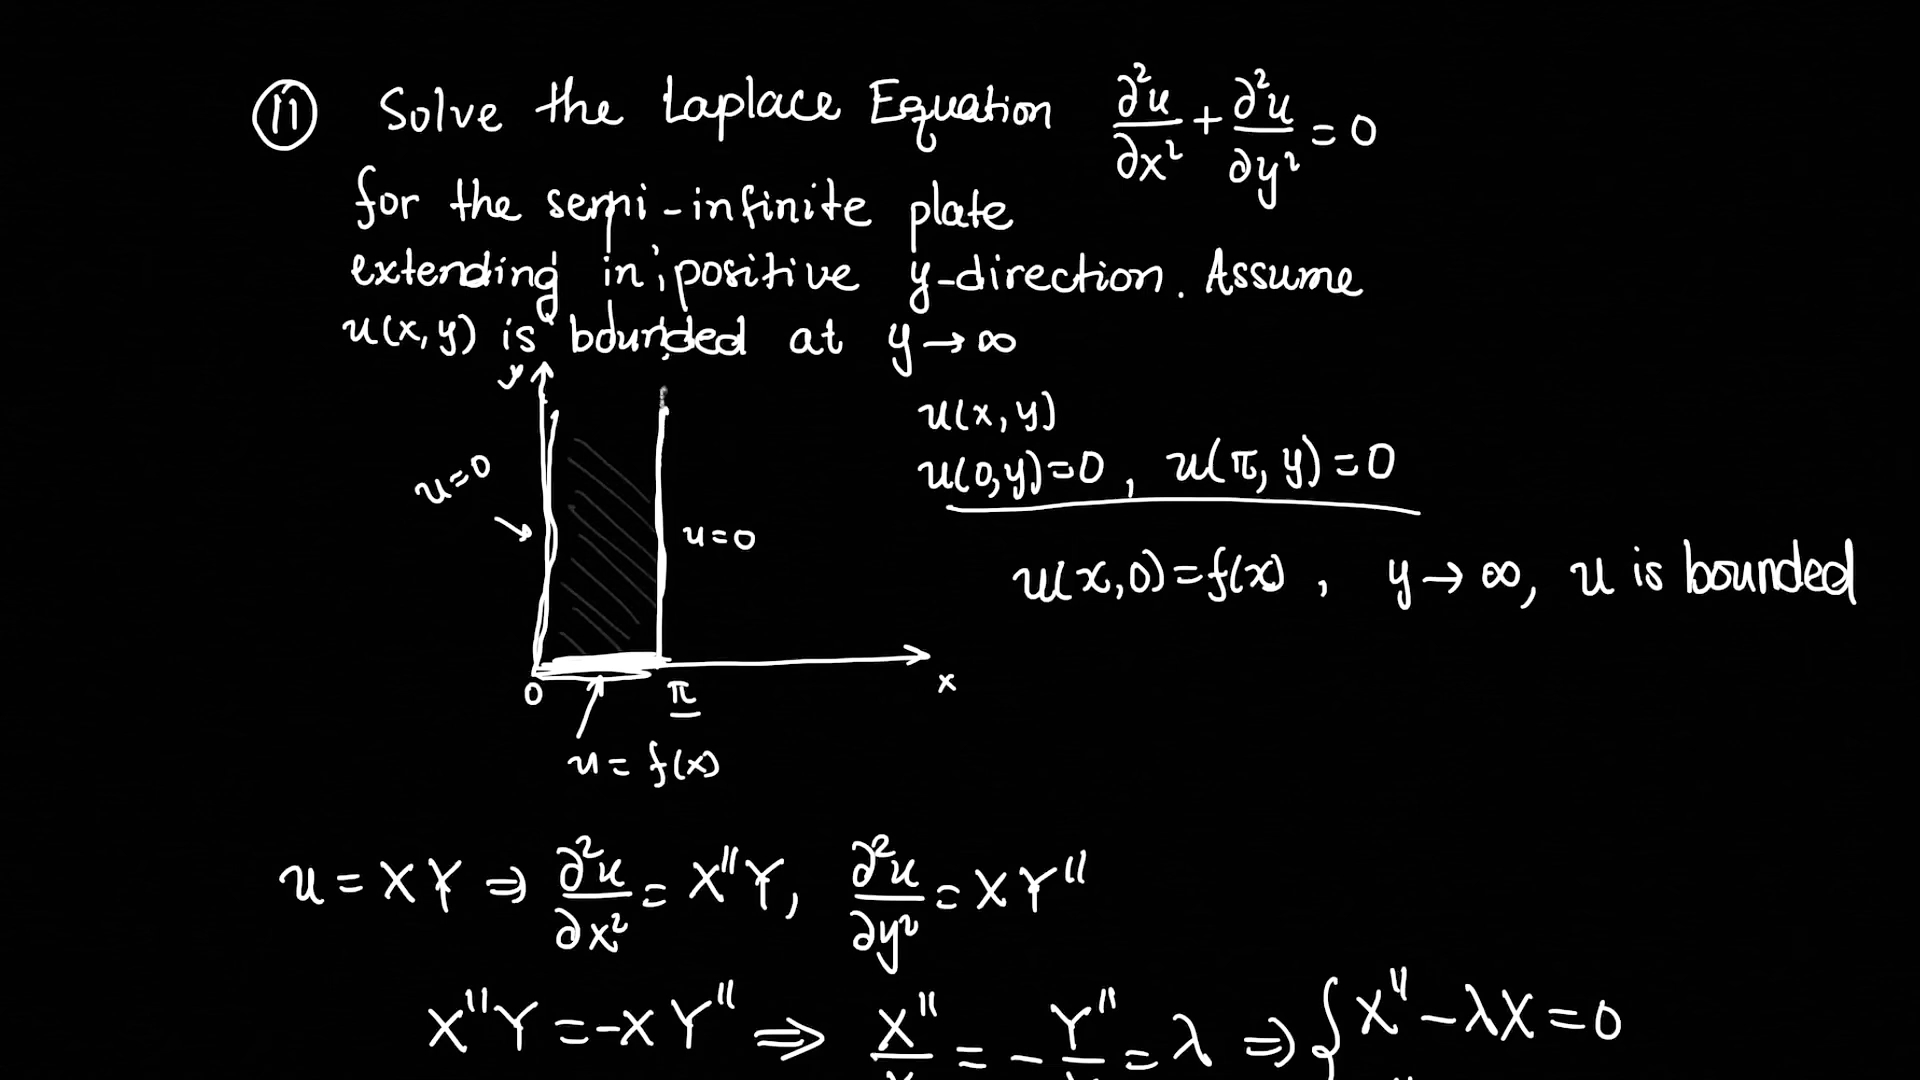 ⑪ Solve the Laplace Equation ∂²u/∂x² + ∂²u/∂y² = 0
for the semi-infinite plate
extending in positive y-direction. Assume
u(x,y) is bounded at y→∞
y
u(x,y)
u=0
u(0,y)=0, u(π,y)=0
u=0
u(x,0)=f(x), y→∞, u is bounded
0
π
x
u=f(x)
u=XY ⇒ ∂²u/∂x² = X''Y, ∂²u/∂y² = XY''
X''Y=-XY'' ⇒ X''/X = -Y''/Y = λ ⇒ { X''-λX=0